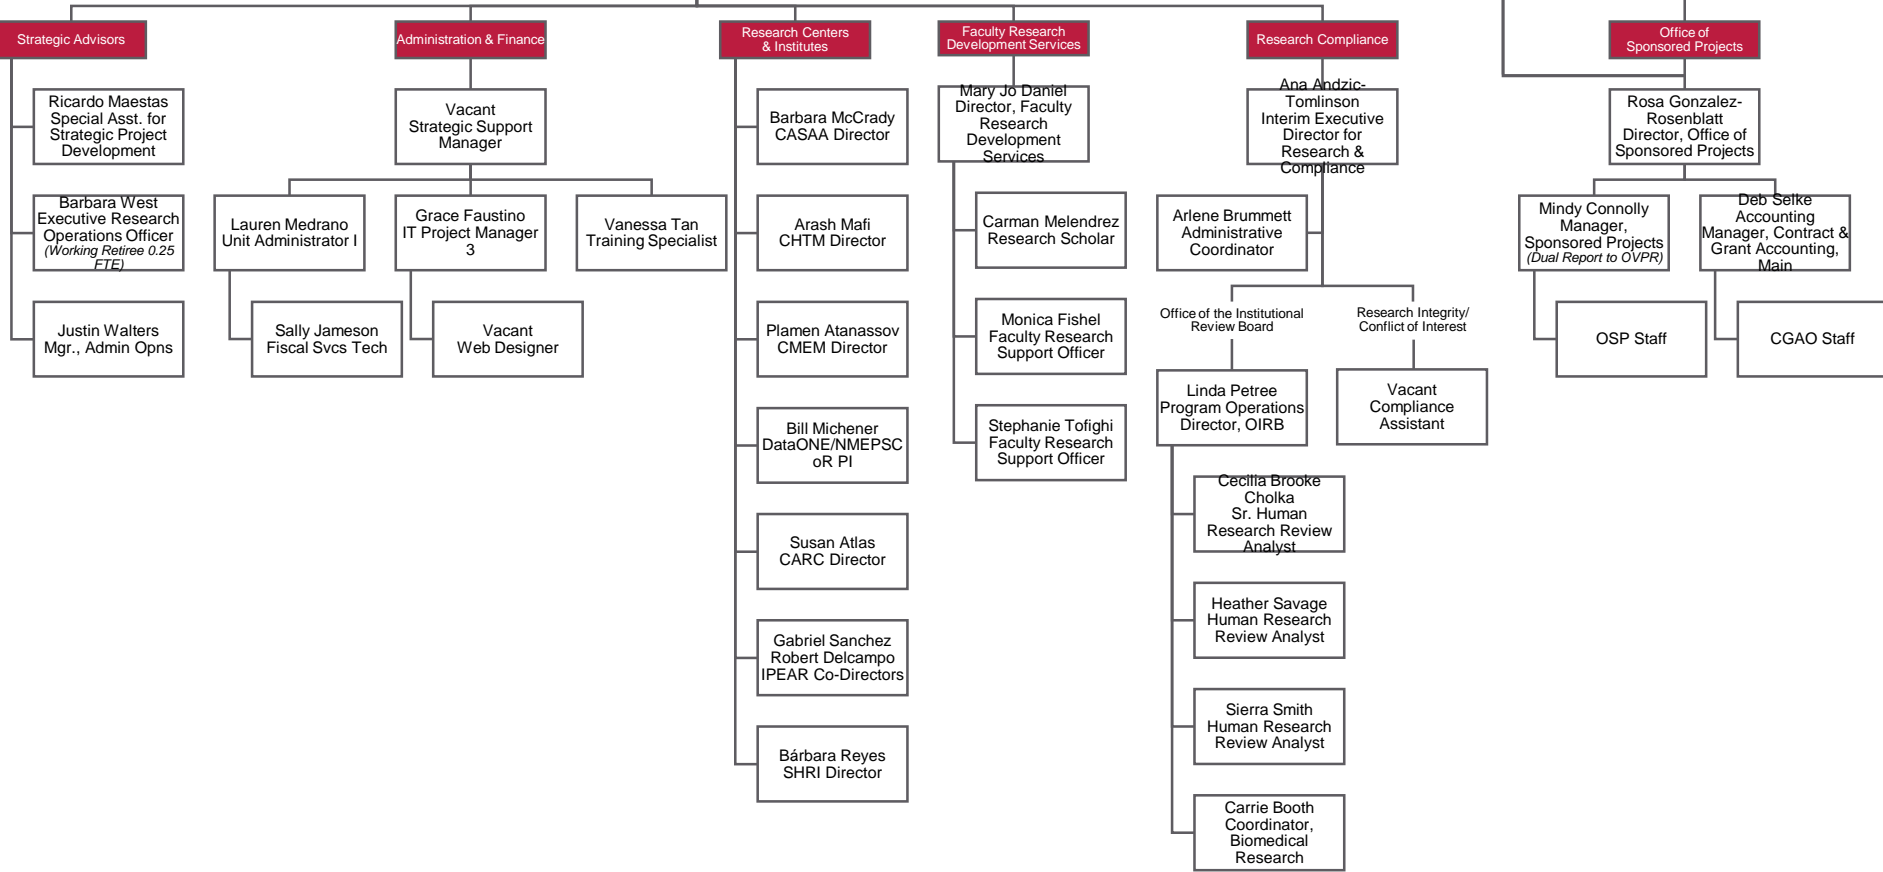 Strategic Advisors
Ricardo Maestas
Special Asst. for
Strategic Project
Development
Barbara West
Executive Research
Operations Officer
(Working Retiree 0.25
FTE)
Justin Walters
Mgr., Admin Opns
Administration & Finance
Vacant
Strategic Support
Manager
Lauren Medrano
Unit Administrator I
Sally Jameson
Fiscal Svcs Tech
Grace Faustino
IT Project Manager
3
Vacant
Web Designer
Vanessa Tan
Training Specialist
Research Centers
& Institutes
Barbara McCrady
CASAA Director
Arash Mafi
CHTM Director
Plamen Atanassov
CMEM Director
Bill Michener
DataONE/NMEPSC
oR PI
Susan Atlas
CARC Director
Gabriel Sanchez
Robert Delcampo
IPEAR Co-Directors
Bárbara Reyes
SHRI Director
Faculty Research
Development Services
Mary Jo Daniel
Director, Faculty
Research
Development
Services
Carman Melendrez
Research Scholar
Monica Fishel
Faculty Research
Support Officer
Stephanie Tofighi
Faculty Research
Support Officer
Research Compliance
Ana Andzic-
Tomlinson
Interim Executive
Director for
Research &
Compliance
Arlene Brummett
Administrative
Coordinator
Office of the Institutional
Review Board
Linda Petree
Program Operations
Director, OIRB
Cecilia Brooke
Cholka
Sr. Human
Research Review
Analyst
Heather Savage
Human Research
Review Analyst
Sierra Smith
Human Research
Review Analyst
Carrie Booth
Coordinator,
Biomedical
Research
Research Integrity/
Conflict of Interest
Vacant
Compliance
Assistant
Office of
Sponsored Projects
Rosa Gonzalez-
Rosenblatt
Director, Office of
Sponsored Projects
Mindy Connolly
Manager,
Sponsored Projects
(Dual Report to OVPR)
OSP Staff
Deb Selke
Accounting
Manager, Contract &
Grant Accounting,
Main
CGAO Staff